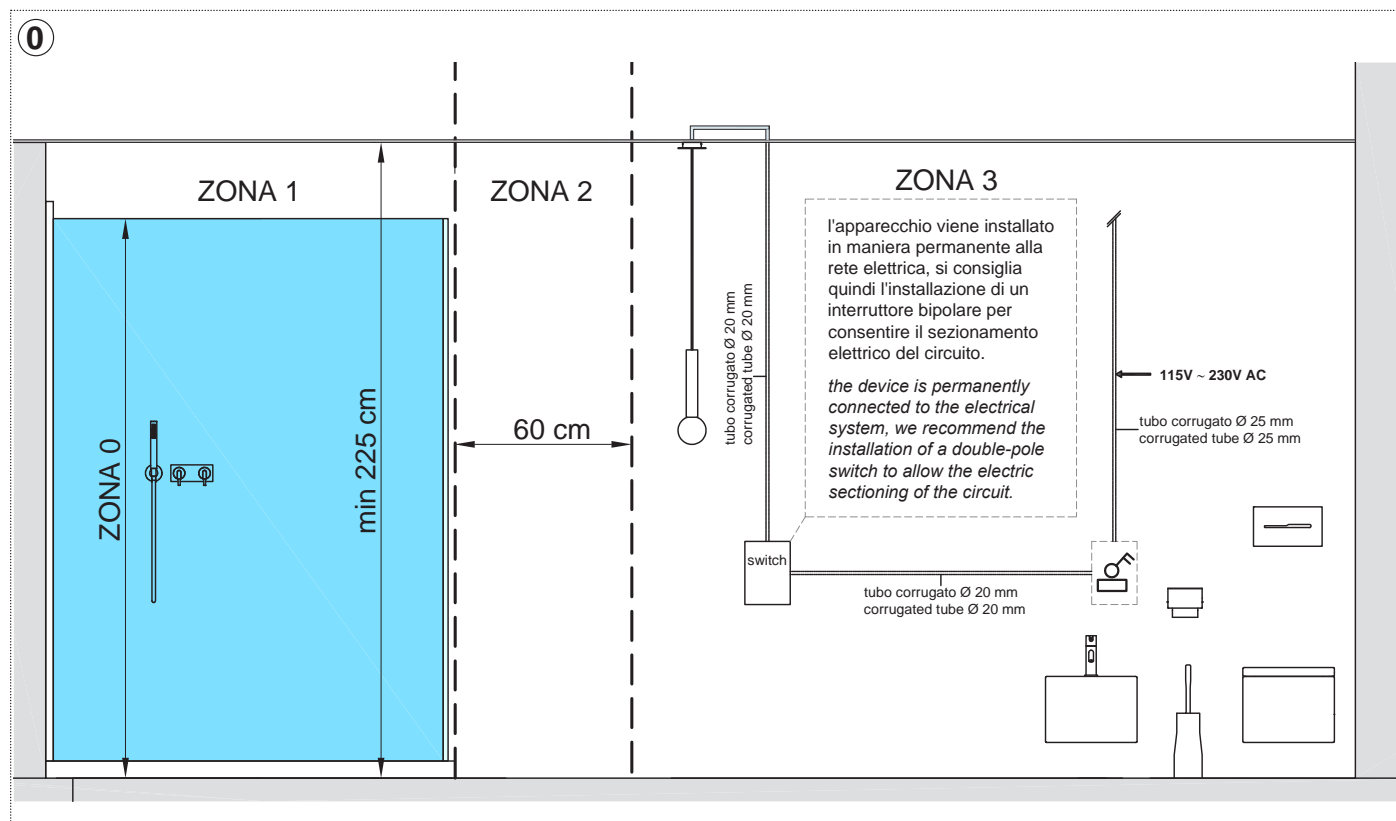 0
ZONA 1
ZONA 2
ZONA 3
l'apparecchio viene installato
in maniera permanente alla
rete elettrica, si consiglia
quindi l'installazione di un
interruttore bipolare per
consentire il sezionamento
elettrico del circuito.
the device is permanently
connected to the electrical
system, we recommend the
installation of a double-pole
switch to allow the electric
sectioning of the circuit.
ZONA 0
min 225 cm
60 cm
tubo corrugato Ø 20 mm
corrugated tube Ø 20 mm
115V ~ 230V AC
tubo corrugato Ø 25 mm
corrugated tube Ø 25 mm
switch
tubo corrugato Ø 20 mm
corrugated tube Ø 20 mm